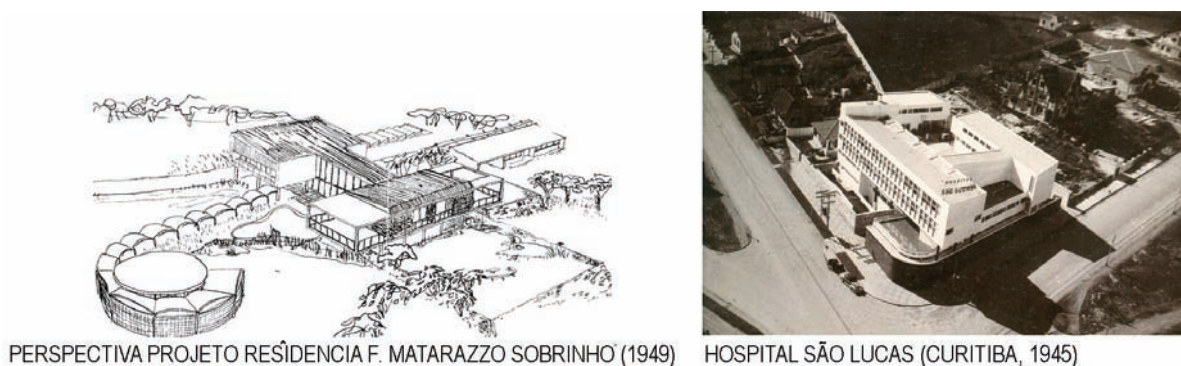 PERSPECTIVA PROJETO RESÎDENCIA F. MATARAZZO SOBRINHO (1949)
HOSPITAL SÃO LUCAS (CURITIBA, 1945)